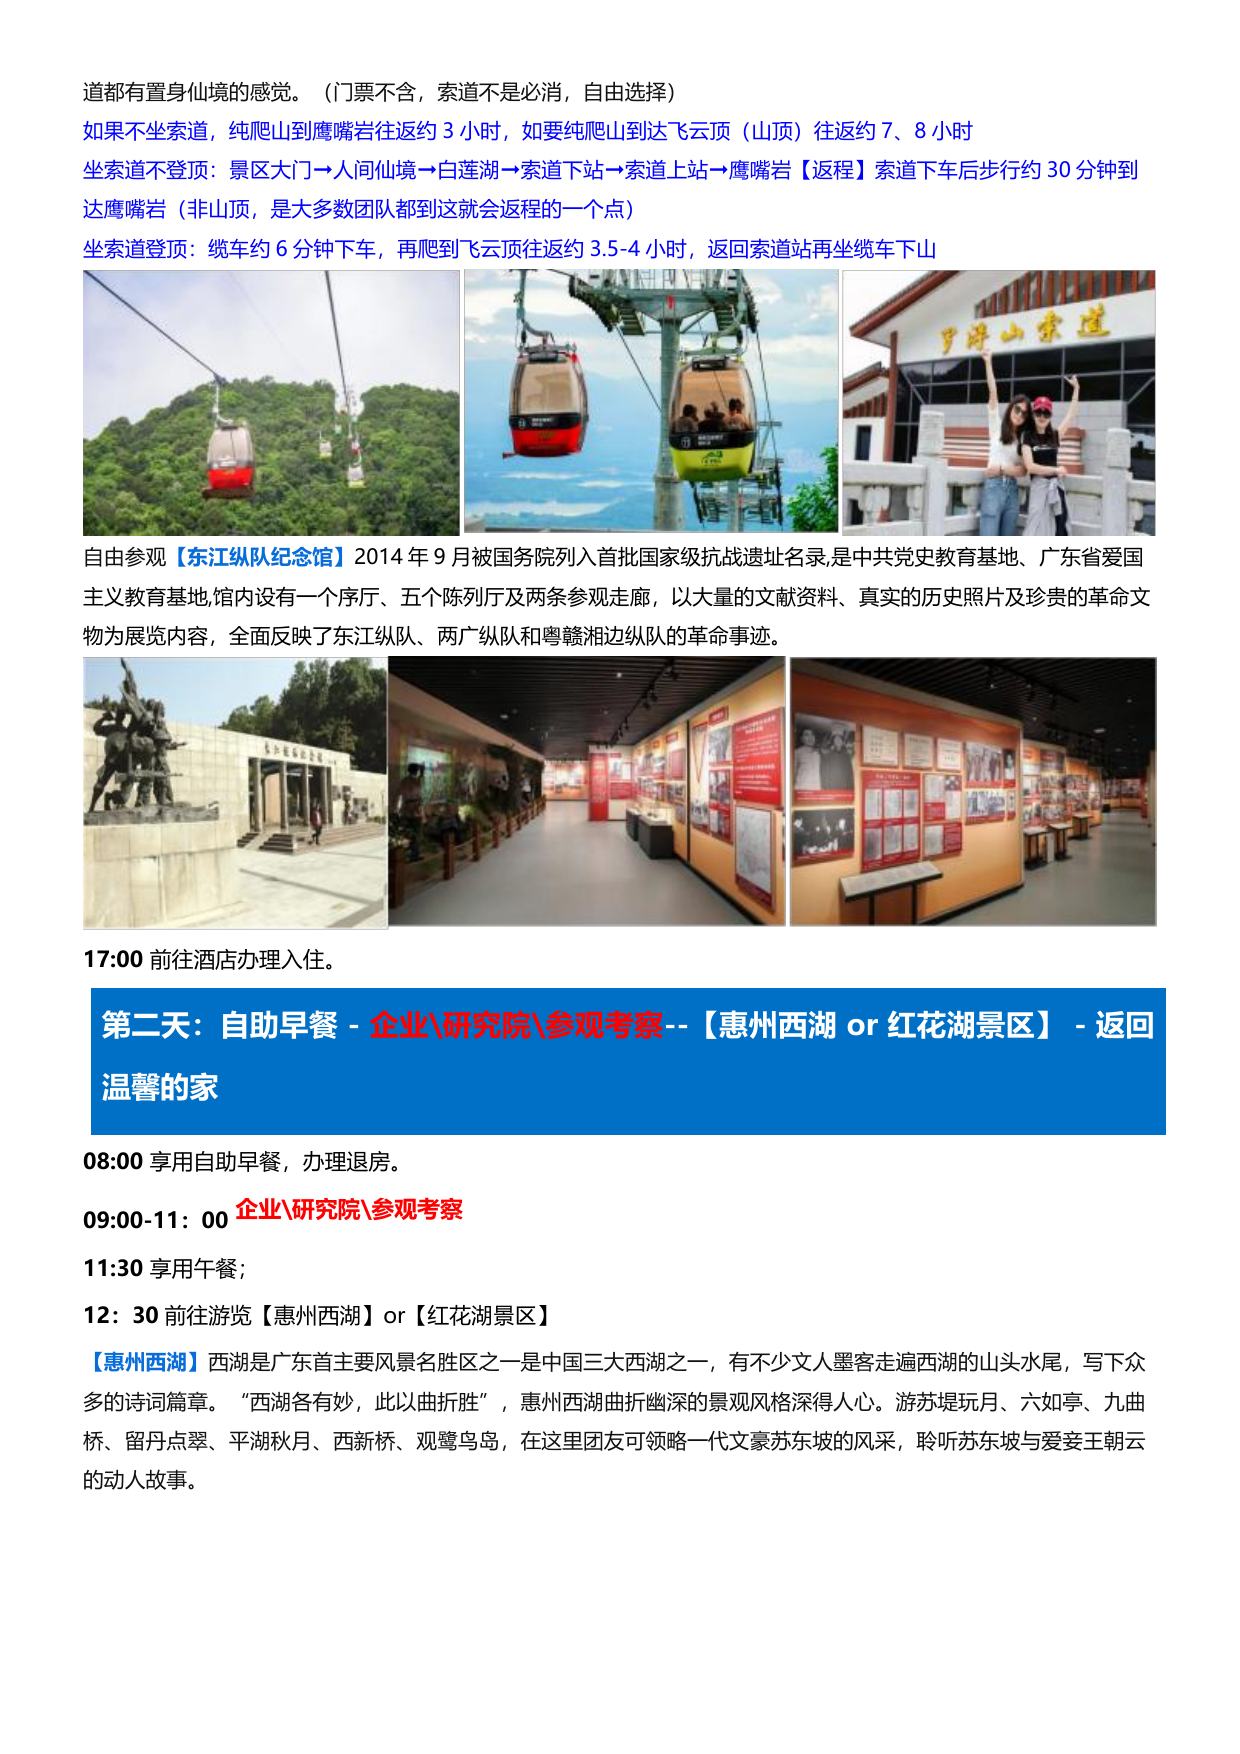 道都有置身仙境的感觉。（门票不含，索道不是必消，自由选择）
如果不坐索道，纯爬山到鹰嘴岩往返约 3 小时，如要纯爬山到达飞云顶（山顶）往返约 7、8 小时
坐索道不登顶：景区大门→人间仙境→白莲湖→索道下站→索道上站→鹰嘴岩【返程】索道下车后步行约 30 分钟到
达鹰嘴岩（非山顶，是大多数团队都到这就会返程的一个点）
坐索道登顶：缆车约 6 分钟下车，再爬到飞云顶往返约 3.5-4 小时，返回索道站再坐缆车下山
罗浮山索道
自由参观【东江纵队纪念馆】2014 年 9 月被国务院列入首批国家级抗战遗址名录,是中共党史教育基地、广东省爱国
主义教育基地,馆内设有一个序厅、五个陈列厅及两条参观走廊，以大量的文献资料、真实的历史照片及珍贵的革命文
物为展览内容，全面反映了东江纵队、两广纵队和粤赣湘边纵队的革命事迹。
17:00 前往酒店办理入住。
第二天：自助早餐 - 企业\研究院\参观考察--【惠州西湖 or 红花湖景区】 - 返回
温馨的家
08:00 享用自助早餐，办理退房。
09:00-11：00 企业\研究院\参观考察
11:30 享用午餐；
12：30 前往游览【惠州西湖】or【红花湖景区】
【惠州西湖】西湖是广东首主要风景名胜区之一是中国三大西湖之一，有不少文人墨客走遍西湖的山头水尾，写下众
多的诗词篇章。“西湖各有妙，此以曲折胜”，惠州西湖曲折幽深的景观风格深得人心。游苏堤玩月、六如亭、九曲
桥、留丹点翠、平湖秋月、西新桥、观鹭鸟岛，在这里团友可领略一代文豪苏东坡的风采，聆听苏东坡与爱妾王朝云
的动人故事。